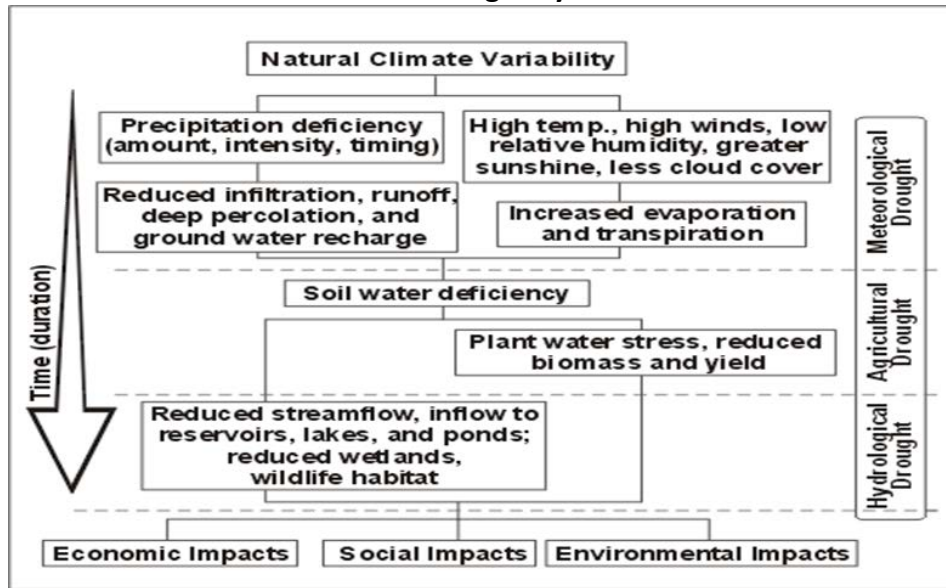 Natural Climate Variability
Precipitation deficiency
(amount, intensity, timing)
High temp., high winds, low
relative humidity, greater
sunshine, less cloud cover
Reduced infiltration, runoff,
deep percolation, and
ground water recharge
Increased evaporation
and transpiration
Meteorological
Drought
Soil water deficiency
Plant water stress, reduced
biomass and yield
Agricultural
Drought
Time (duration)
Reduced streamflow, inflow to
reservoirs, lakes, and ponds;
reduced wetlands,
wildlife habitat
Hydrological
Drought
Economic Impacts
Social Impacts
Environmental Impacts